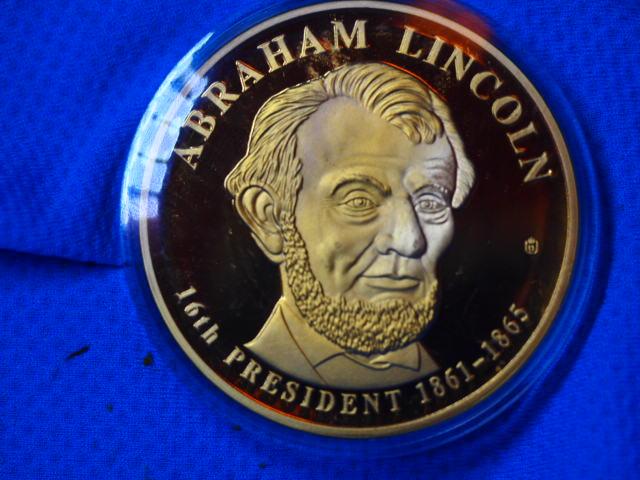 ABRAHAM LINCOLN
16th PRESIDENT 1861-1865